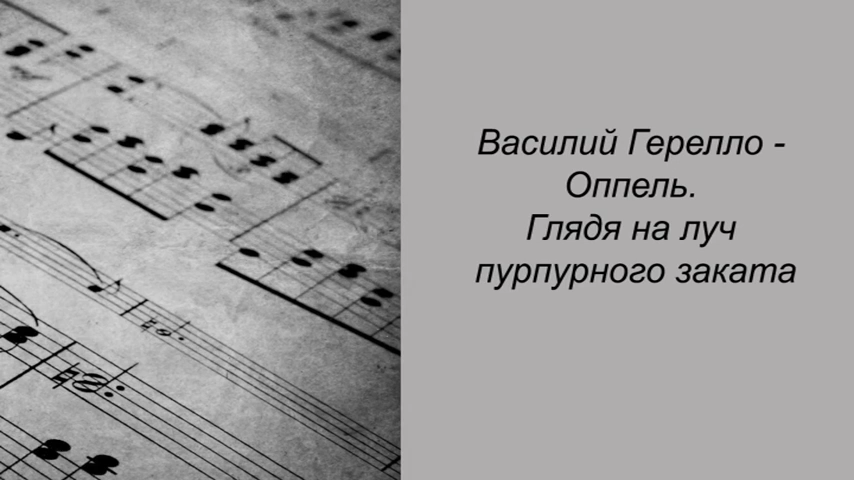 Василий Герелло -
Оппель.
Глядя на луч
пурпурного заката